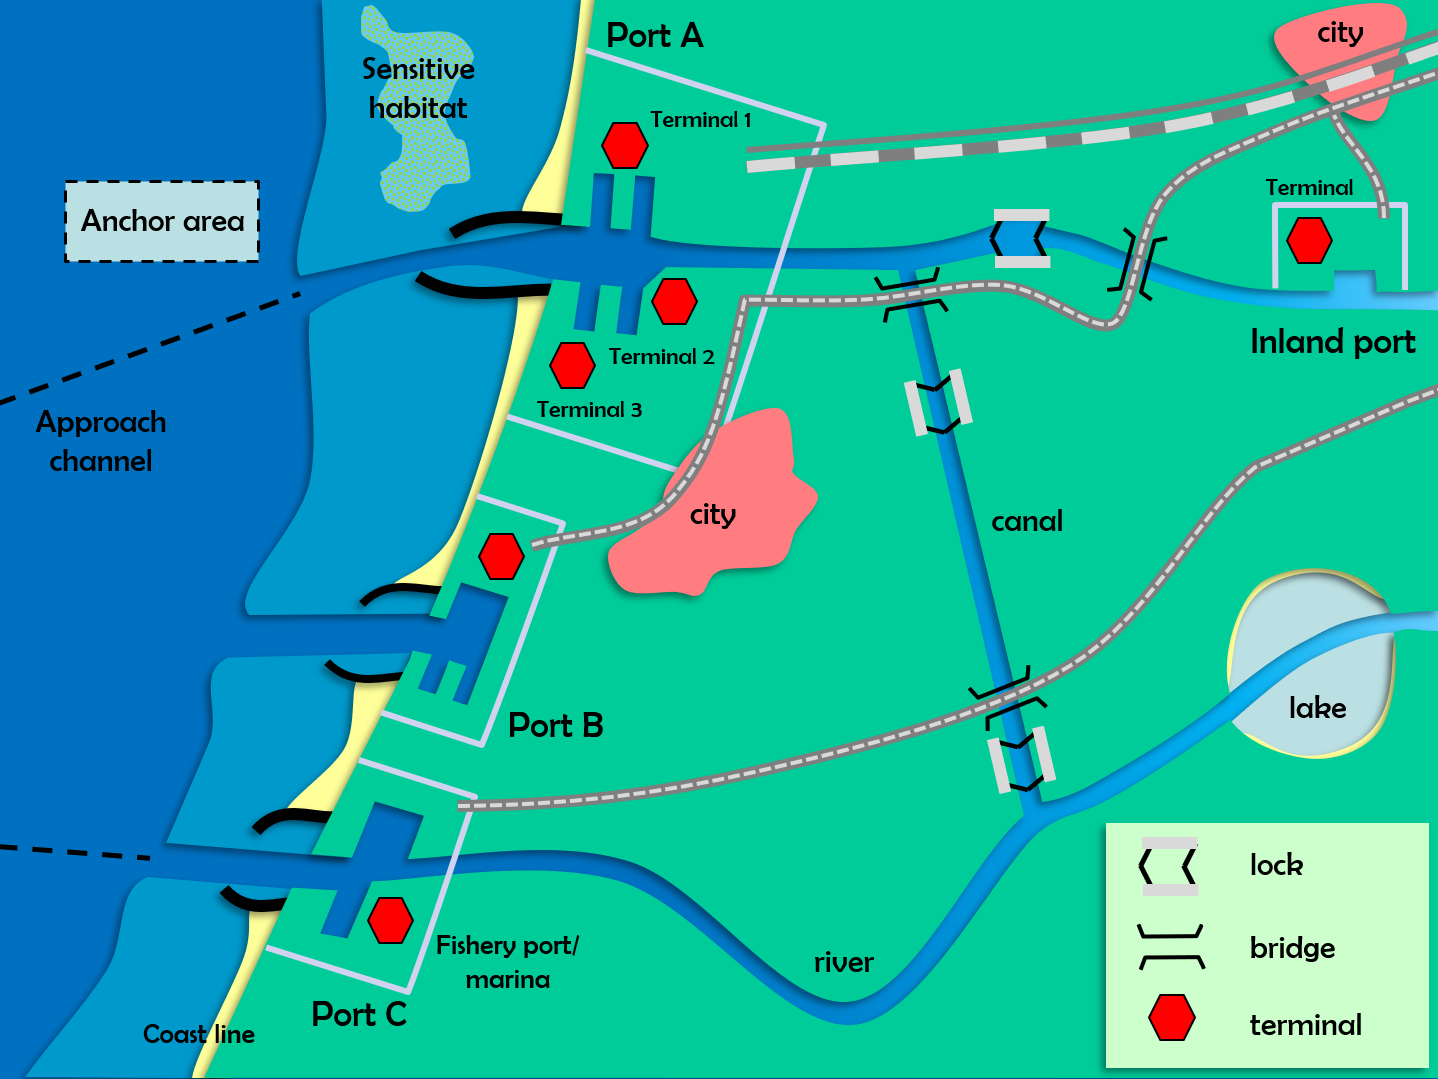 Port A
city
Sensitive
habitat
Terminal 1
Terminal
Anchor area
Inland port
Terminal 2
Terminal 3
Approach
channel
city
canal
lake
Port B
Fishery port/
marina
river
Port C
Coast line
lock
bridge
terminal